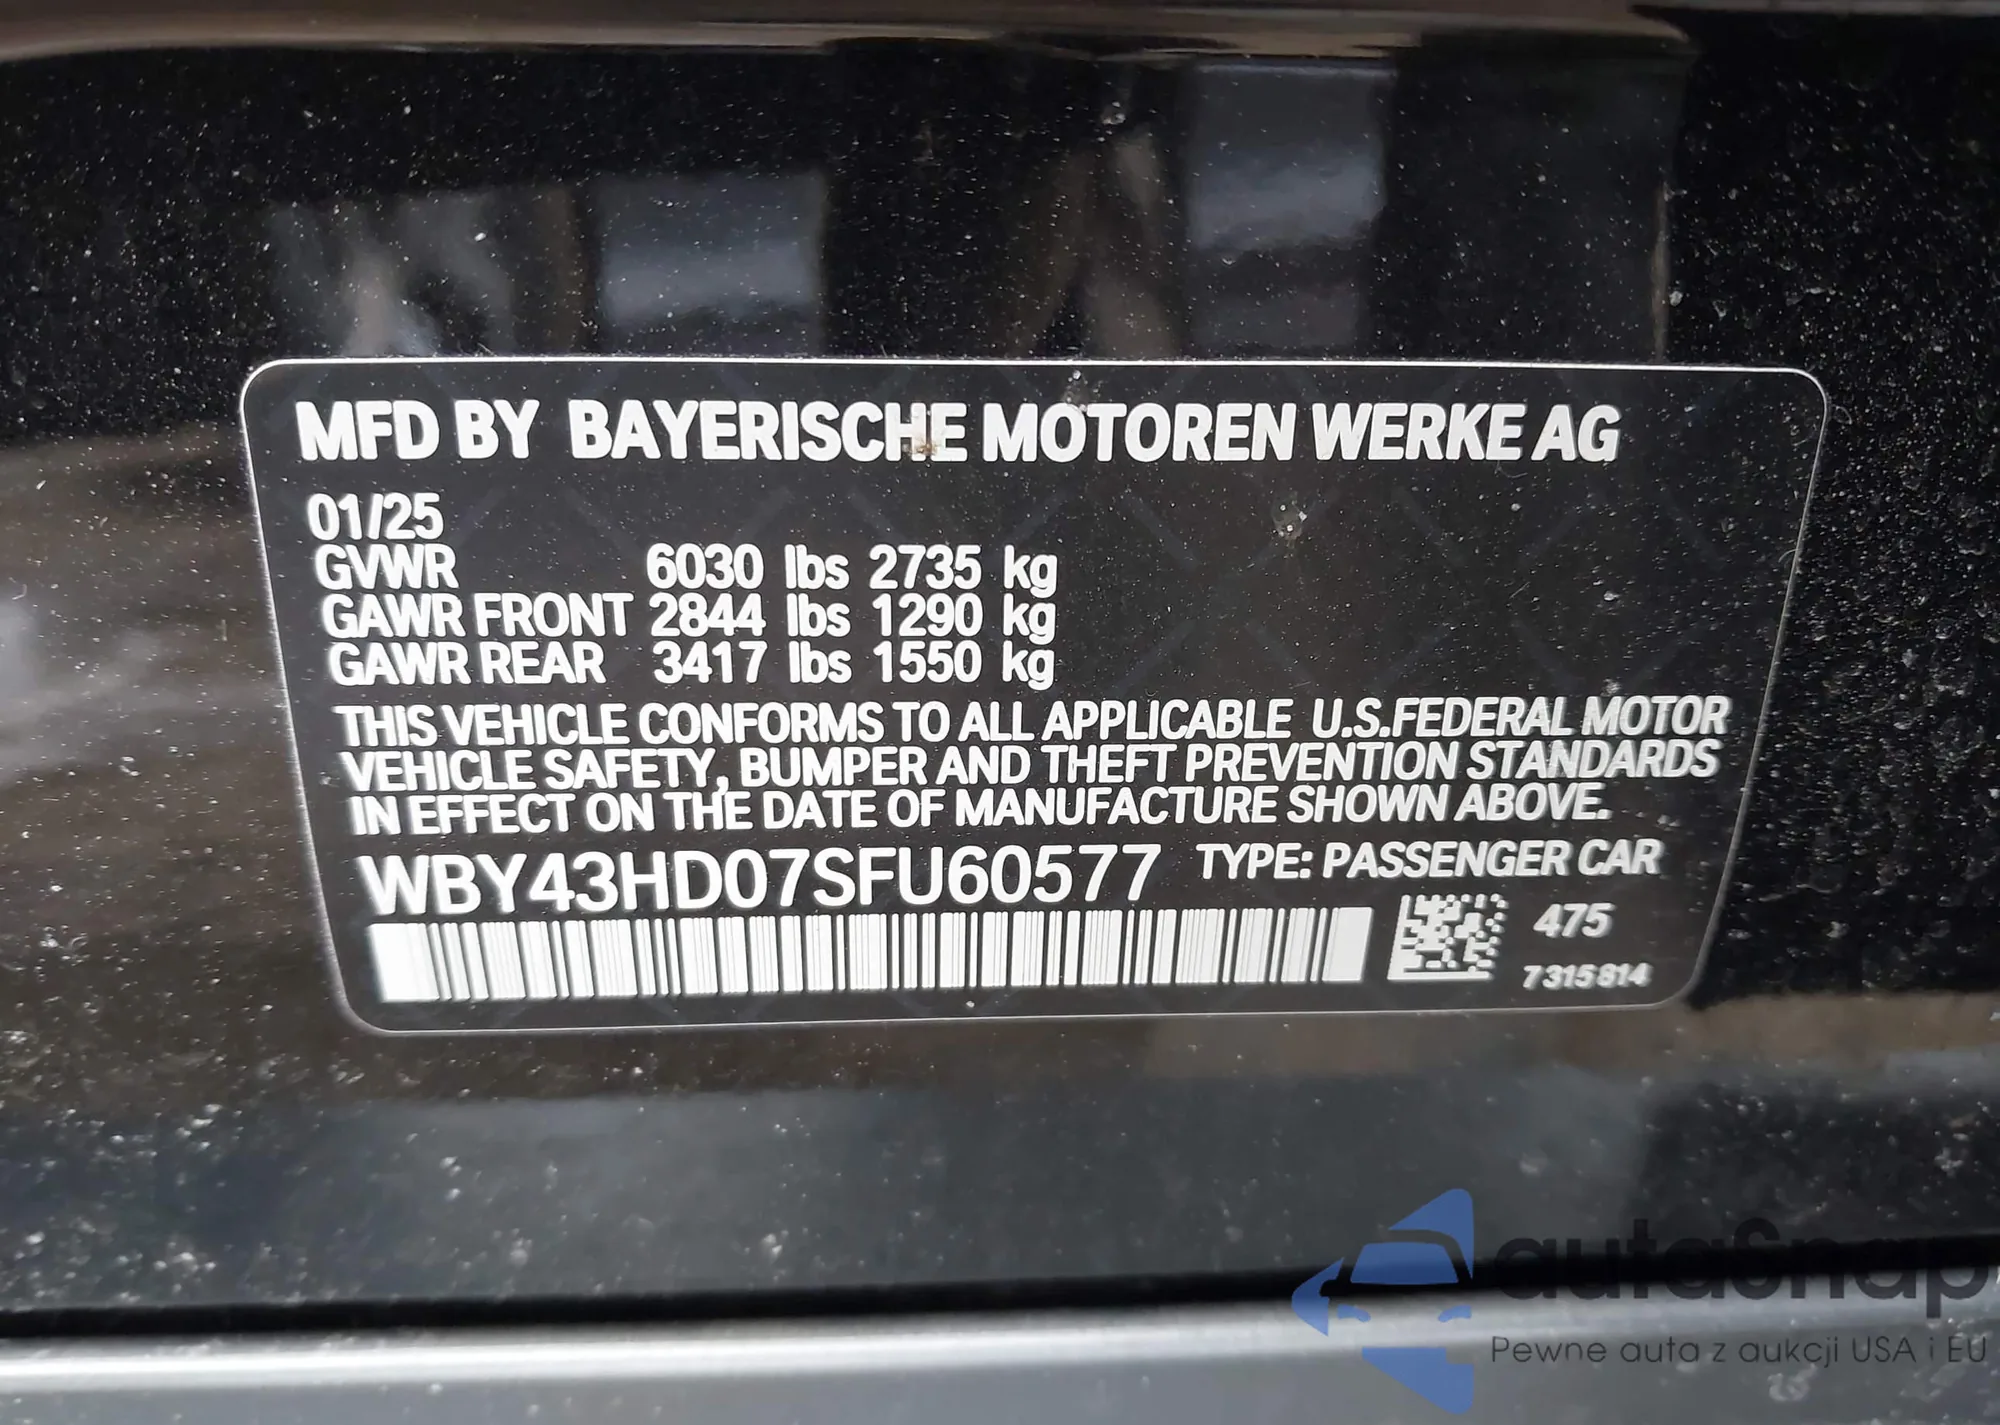 MFD BY BAYERISCHE MOTOREN WERKE AG
01/25
GVWR 6030 lbs 2735 kg
GAWR FRONT 2844 lbs 1290 kg
GAWR REAR 3417 lbs 1550 kg
THIS VEHICLE CONFORMS TO ALL APPLICABLE U.S.FEDERAL MOTOR
VEHICLE SAFETY, BUMPER AND THEFT PREVENTION STANDARDS
IN EFFECT ON THE DATE OF MANUFACTURE SHOWN ABOVE.
WBY43HD07SFU60577 TYPE: PASSENGER CAR
475
7315814
autaSnap
Pewne auta z aukcji USA i EU